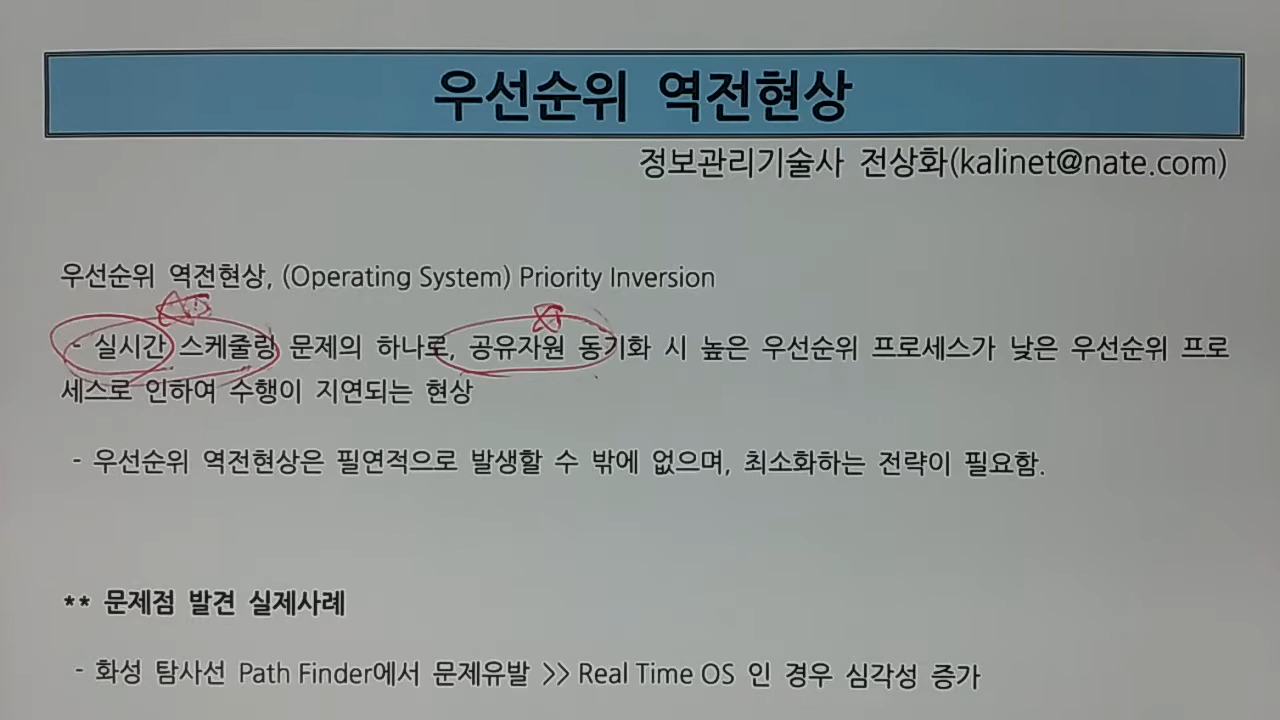 우선순위 역전현상
정보관리기술사 전상화(kalinet@nate.com)
우선순위 역전현상, (Operating System) Priority Inversion
- 실시간 스케줄링 문제의 하나로, 공유자원 동기화 시 높은 우선순위 프로세스가 낮은 우선순위 프로
세스로 인하여 수행이 지연되는 현상
- 우선순위 역전현상은 필연적으로 발생할 수 밖에 없으며, 최소화하는 전략이 필요함.
** 문제점 발견 실제사례
- 화성 탐사선 Path Finder에서 문제유발 >> Real Time OS 인 경우 심각성 증가